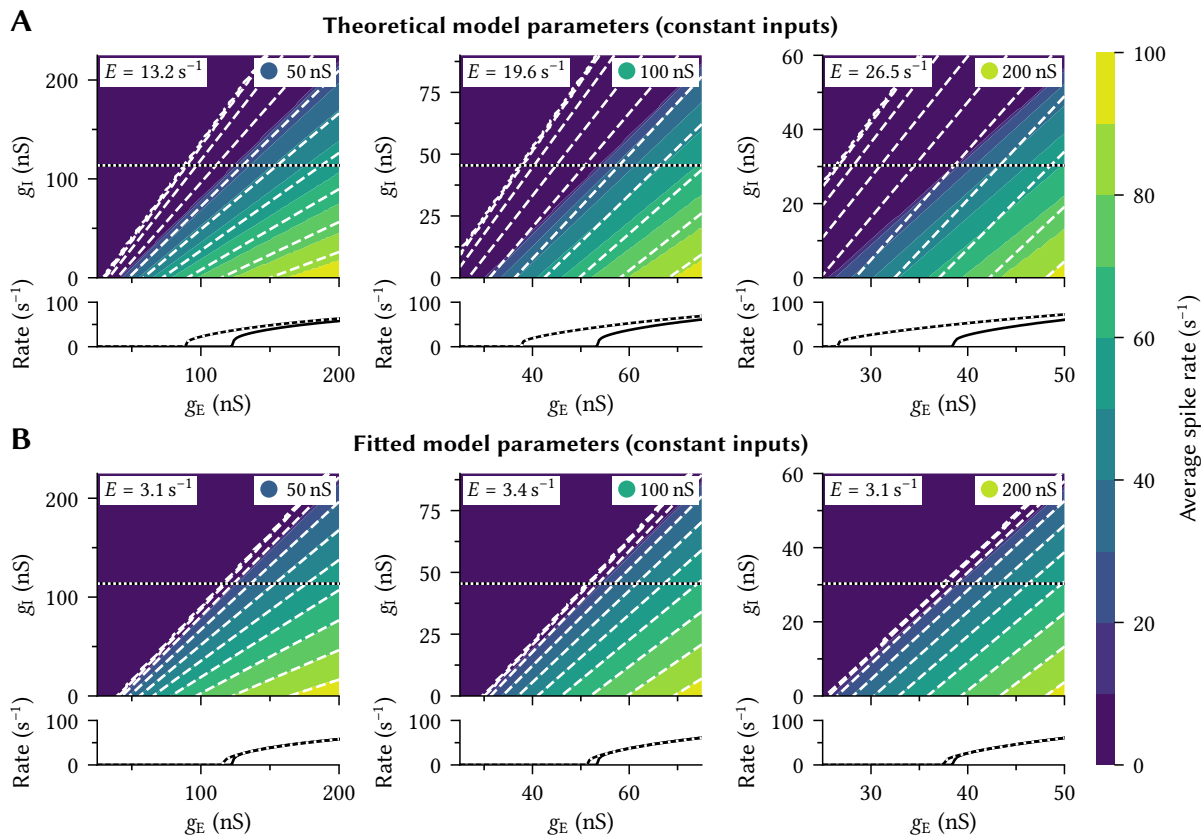 A
Theoretical model parameters (constant inputs)
E = 13.2 s⁻¹
50 nS
E = 19.6 s⁻¹
100 nS
E = 26.5 s⁻¹
200 nS
g_I (nS)
200
100
0
g_I (nS)
75
50
25
0
g_I (nS)
60
40
20
0
Rate (s⁻¹)
100
0
100
200
g_E (nS)
Rate (s⁻¹)
100
0
40
60
g_E (nS)
Rate (s⁻¹)
100
0
30
40
50
g_E (nS)
B
Fitted model parameters (constant inputs)
E = 3.1 s⁻¹
50 nS
E = 3.4 s⁻¹
100 nS
E = 3.1 s⁻¹
200 nS
g_I (nS)
200
100
0
g_I (nS)
75
50
25
0
g_I (nS)
60
40
20
0
Rate (s⁻¹)
100
0
100
200
g_E (nS)
Rate (s⁻¹)
100
0
40
60
g_E (nS)
Rate (s⁻¹)
100
0
30
40
50
g_E (nS)
100
80
60
40
20
0
Average spike rate (s⁻¹)